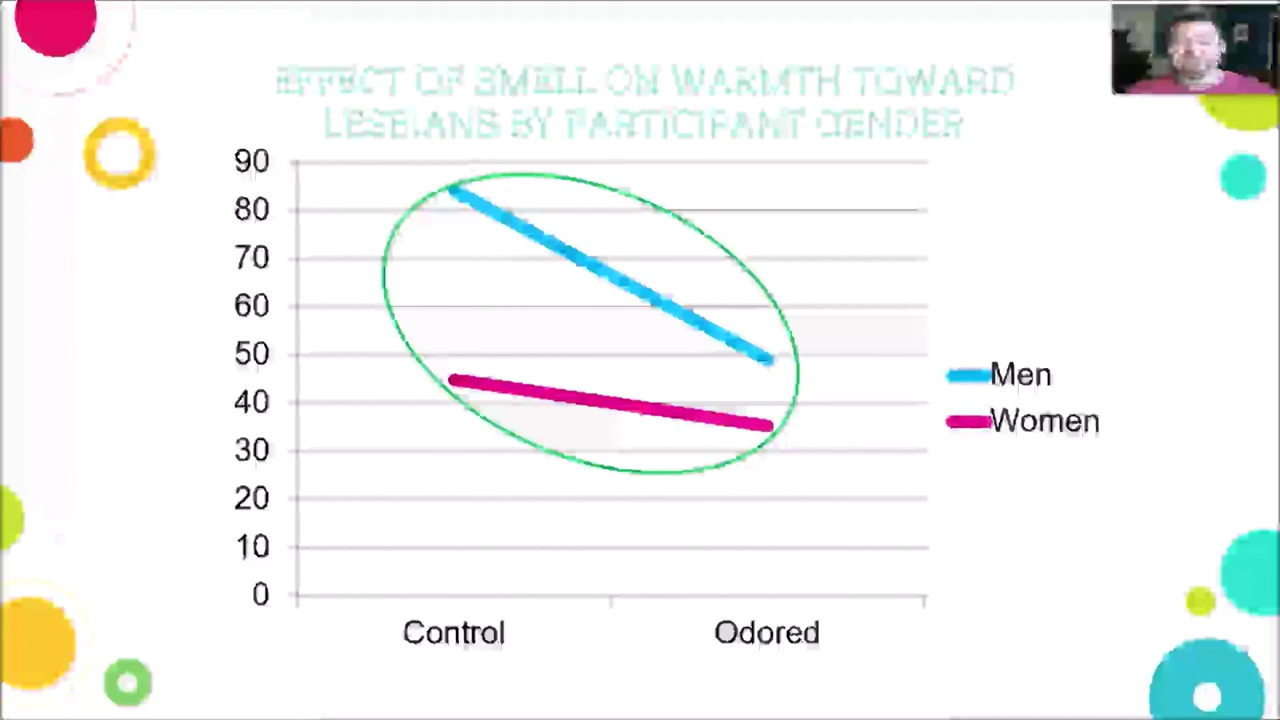 EFFECT OF SMELL ON WARMTH TOWARD
LESBIANS BY PARTICIPANT GENDER
90
80
70
60
50
40
30
20
10
0
Control Odored
Men
Women